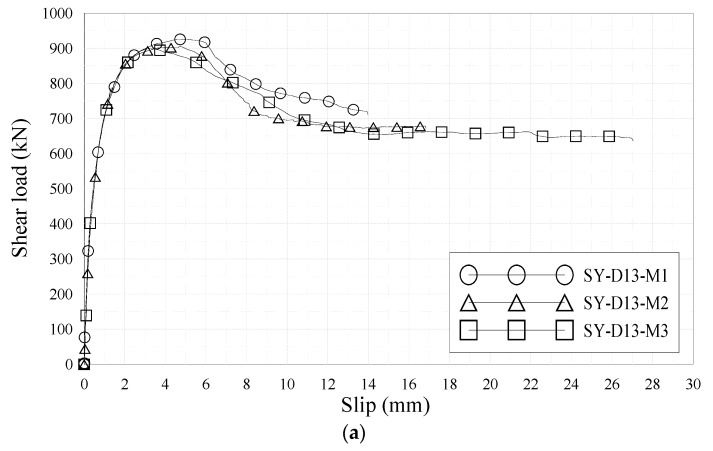 1000
900
800
700
600
500
400
300
200
100
0
Shear load (kN)
SY-D13-M1
SY-D13-M2
SY-D13-M3
0 2 4 6 8 10 12 14 16 18 20 22 24 26 28 30
Slip (mm)
(a)